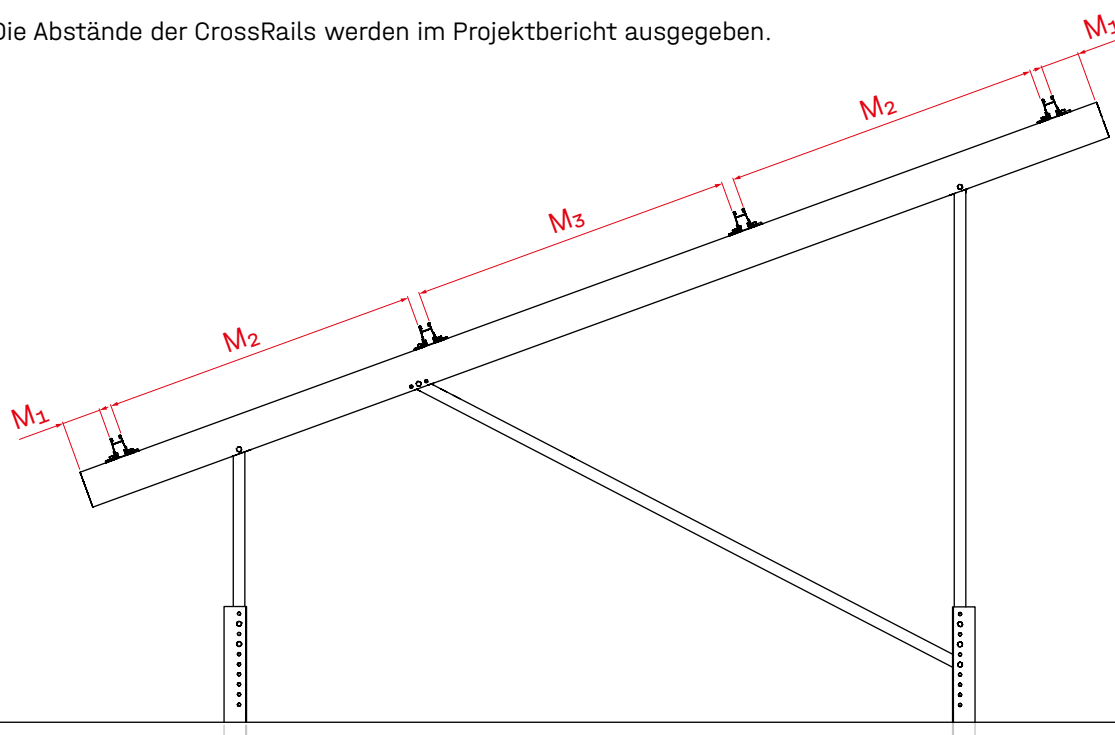 Die Abstände der CrossRails werden im Projektbericht ausgegeben.
M₁
M₂
M₃
M₂
M₁